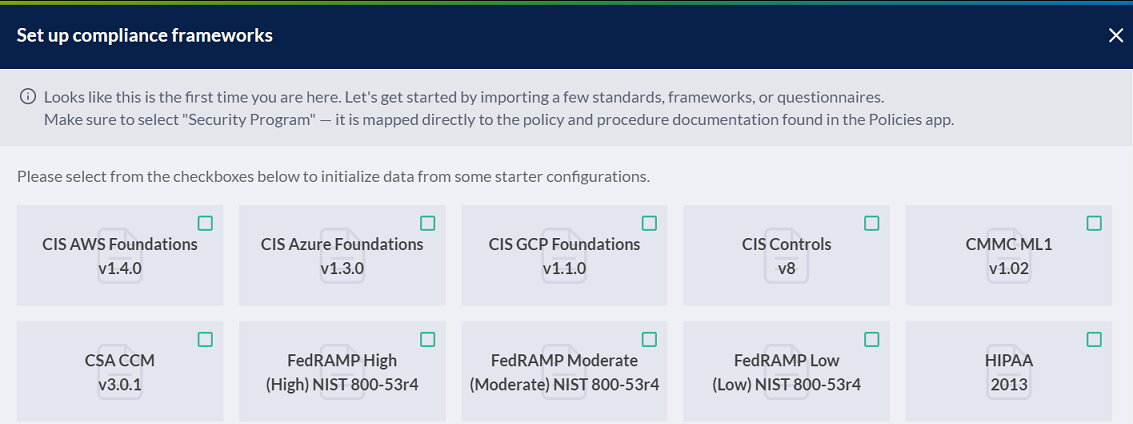 Set up compliance frameworks
Looks like this is the first time you are here. Let's get started by importing a few standards, frameworks, or questionnaires.
Make sure to select "Security Program" — it is mapped directly to the policy and procedure documentation found in the Policies app.
Please select from the checkboxes below to initialize data from some starter configurations.
CIS AWS Foundations
v1.4.0
CIS Azure Foundations
v1.3.0
CIS GCP Foundations
v1.1.0
CIS Controls
v8
CMMC ML1
v1.02
CSA CCM
v3.0.1
FedRAMP High
(High) NIST 800-53r4
FedRAMP Moderate
(Moderate) NIST 800-53r4
FedRAMP Low
(Low) NIST 800-53r4
HIPAA
2013